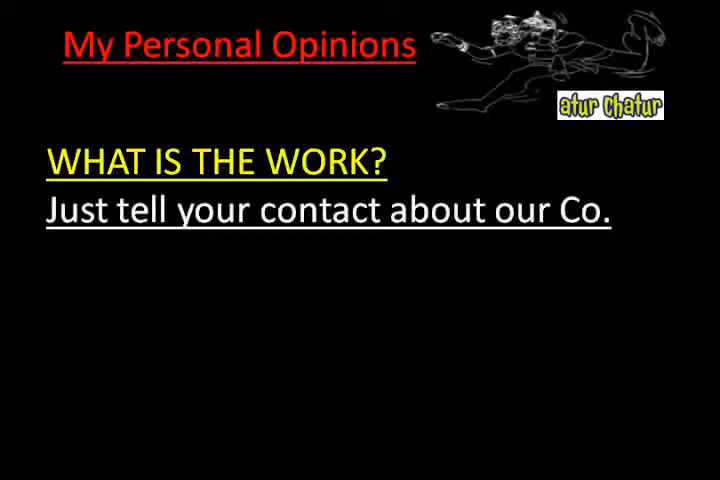 My Personal Opinions
atur Chatur
WHAT IS THE WORK?
Just tell your contact about our Co.